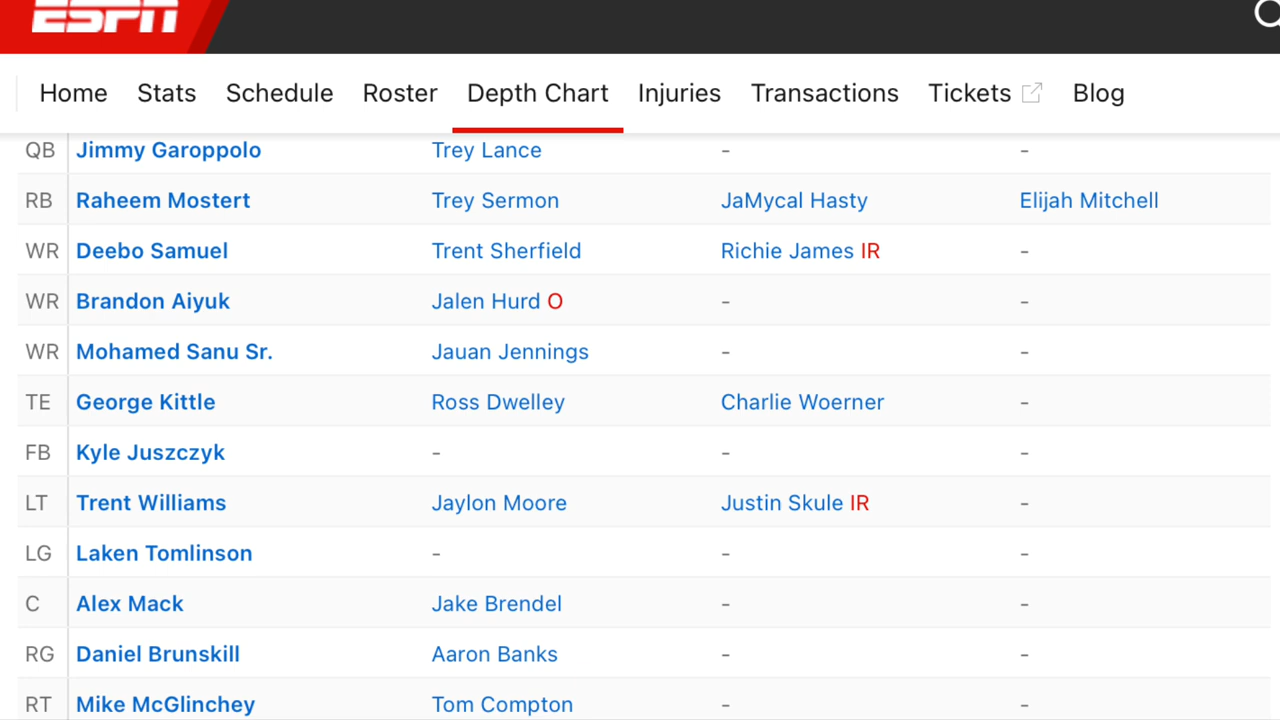 ESPN
Home Stats Schedule Roster Depth Chart Injuries Transactions Tickets Blog
QB Jimmy Garoppolo Trey Lance - -
RB Raheem Mostert Trey Sermon JaMycal Hasty Elijah Mitchell
WR Deebo Samuel Trent Sherfield Richie James IR -
WR Brandon Aiyuk Jalen Hurd O - -
WR Mohamed Sanu Sr. Jauan Jennings - -
TE George Kittle Ross Dwelley Charlie Woerner -
FB Kyle Juszczyk - - -
LT Trent Williams Jaylon Moore Justin Skule IR -
LG Laken Tomlinson - - -
C Alex Mack Jake Brendel - -
RG Daniel Brunskill Aaron Banks - -
RT Mike McGlinchey Tom Compton - -